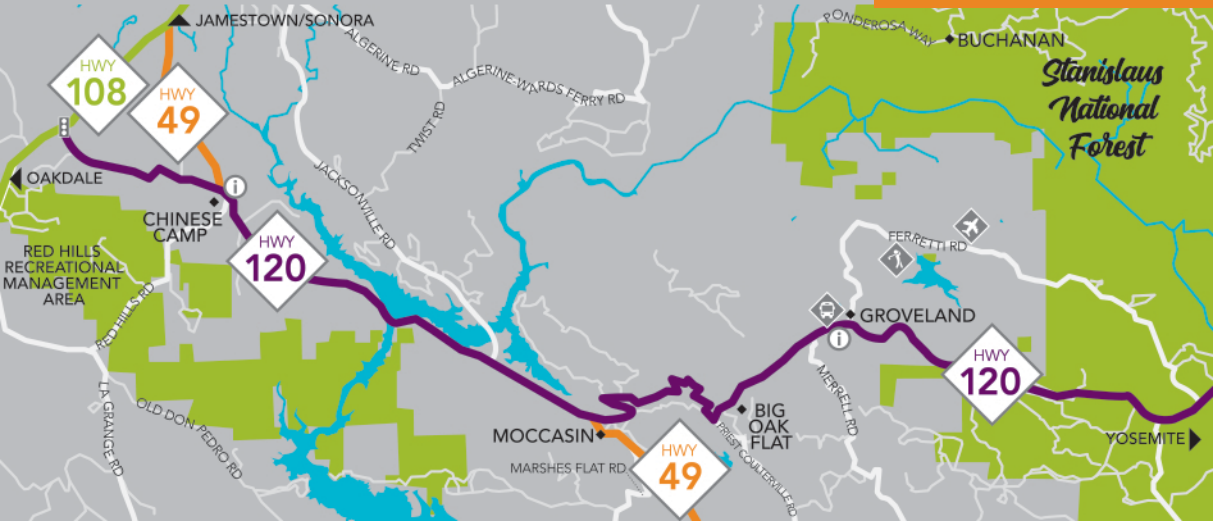 JAMESTOWN/SONORA
PONDEROSA WAY
BUCHANAN
ALGERINE RD
ALGERINE-WARDS FERRY RD
Stanislaus
National
Forest
HWY
108
HWY
49
TWIST RD
OAKDALE
JACKSONVILLE RD
CHINESE
CAMP
HWY
120
FERRETTI RD
RED HILLS
RECREATIONAL
MANAGEMENT
AREA
RED HILLS RD
i
GROVELAND
i
HWY
120
MERRELL RD
LA GRANGE RD
OLD DON PEDRO RD
BIG
OAK
FLAT
MOCCASIN
PRIEST COULTERVILLE RD
YOSEMITE
MARSHES FLAT RD
HWY
49